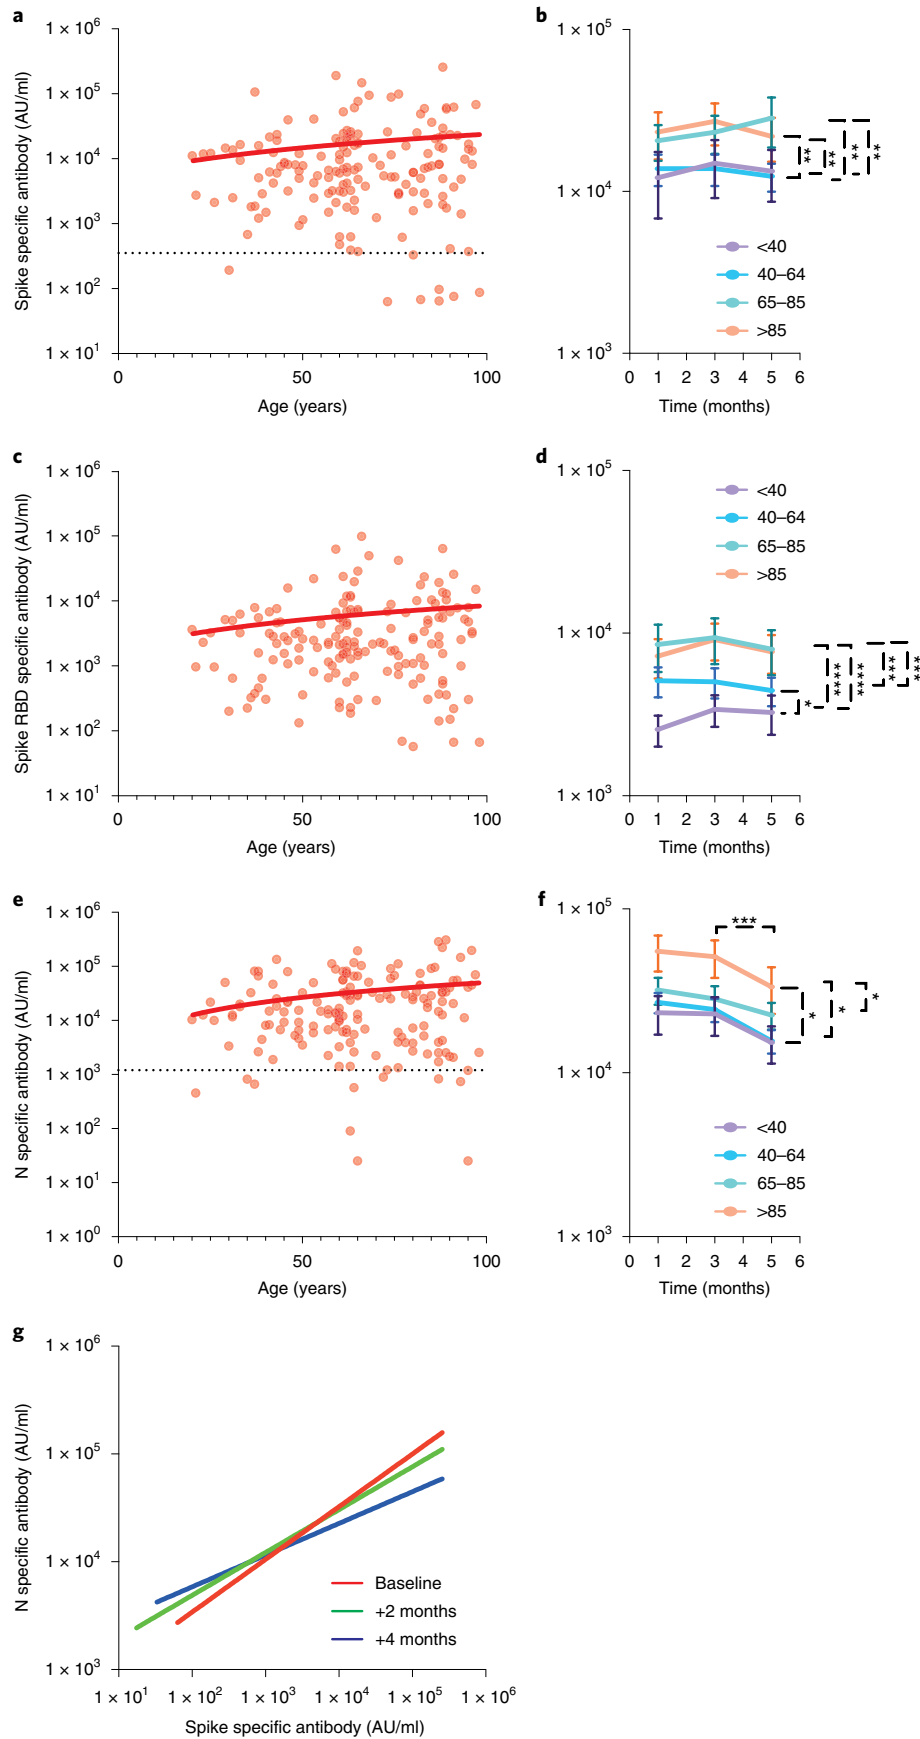 a
Spike specific antibody (AU/ml)
1 × 10⁶
1 × 10⁵
1 × 10⁴
1 × 10³
1 × 10²
1 × 10¹
0
50
100
Age (years)
b
1 × 10⁵
1 × 10⁴
1 × 10³
<40
40–64
65–85
>85
**
**
**
**
0 1 2 3 4 5 6
Time (months)
c
Spike RBD specific antibody (AU/ml)
1 × 10⁶
1 × 10⁵
1 × 10⁴
1 × 10³
1 × 10²
1 × 10¹
0
50
100
Age (years)
d
1 × 10⁵
1 × 10⁴
1 × 10³
<40
40–64
65–85
>85
*
****
****
***
***
0 1 2 3 4 5 6
Time (months)
e
N specific antibody (AU/ml)
1 × 10⁶
1 × 10⁵
1 × 10⁴
1 × 10³
1 × 10²
1 × 10¹
1 × 10⁰
0
50
100
Age (years)
f
1 × 10⁵
1 × 10⁴
1 × 10³
***
*
*
*
<40
40–64
65–85
>85
0 1 2 3 4 5 6
Time (months)
g
N specific antibody (AU/ml)
1 × 10⁶
1 × 10⁵
1 × 10⁴
1 × 10³
Baseline
+2 months
+4 months
1 × 10¹ 1 × 10² 1 × 10³ 1 × 10⁴ 1 × 10⁵ 1 × 10⁶
Spike specific antibody (AU/ml)